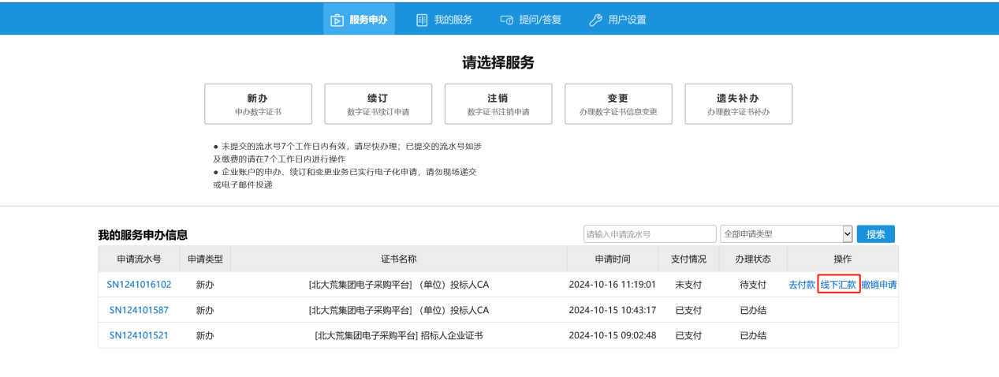 服务申办 我的服务 提问/答复 用户设置
请选择服务
新办 续订 注销 变更 遗失补办
申办数字证书 数字证书续订申请 数字证书注销申请 办理数字证书信息变更 办理数字证书补办
● 未提交的流水号7个工作日内有效，请尽快办理；已提交的流水号如涉
及缴费的请在7个工作日内进行操作
● 企业账户的申办、续订和变更业务已实行电子化申请，请勿现场递交
或电子邮件投递
我的服务申办信息 请输入申请流水号 全部申请类型 搜索
申请流水号 申请类型 证书名称 申请时间 支付情况 办理状态 操作
SN1241016102 新办 [北大荒集团电子采购平台] （单位）投标人CA 2024-10-16 11:19:01 未支付 待支付 去付款 线下汇款 撤销申请
SN124101587 新办 [北大荒集团电子采购平台] （单位）投标人CA 2024-10-15 10:43:17 已支付 已办结
SN124101521 新办 [北大荒集团电子采购平台] 招标人企业证书 2024-10-15 09:02:48 已支付 已办结